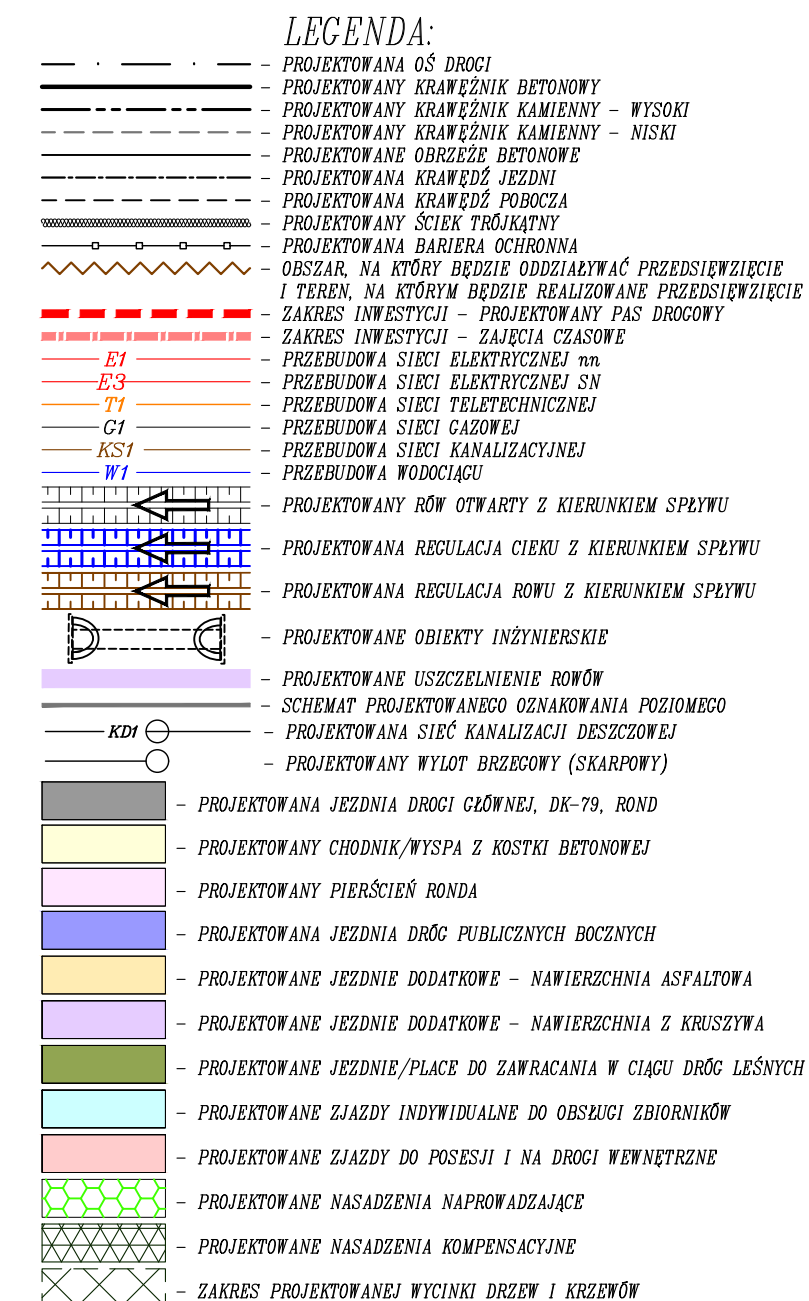 LEGENDA:
- PROJEKTOWANA OŚ DROGI
- PROJEKTOWANY KRAWĘŻNIK BETONOWY
- PROJEKTOWANY KRAWĘŻNIK KAMIENNY - WYSOKI
- PROJEKTOWANY KRAWĘŻNIK KAMIENNY - NISKI
- PROJEKTOWANE OBRZEŻE BETONOWE
- PROJEKTOWANA KRAWĘDŹ JEZDNI
- PROJEKTOWANA KRAWĘDŹ POBOCZA
- PROJEKTOWANY ŚCIEK TRÓJKĄTNY
- PROJEKTOWANA BARIERA OCHRONNA
- OBSZAR, NA KTÓRY BĘDZIE ODDZIAŁYWAĆ PRZEDSIĘWZIĘCIE
I TEREN, NA KTÓRYM BĘDZIE REALIZOWANE PRZEDSIĘWZIĘCIE
- ZAKRES INWESTYCJI - PROJEKTOWANY PAS DROGOWY
- ZAKRES INWESTYCJI - ZAJĘCIA CZASOWE
E1 - PRZEBUDOWA SIECI ELEKTRYCZNEJ nn
E3 - PRZEBUDOWA SIECI ELEKTRYCZNEJ SN
T1 - PRZEBUDOWA SIECI TELETECHNICZNEJ
G1 - PRZEBUDOWA SIECI GAZOWEJ
KS1 - PRZEBUDOWA SIECI KANALIZACYJNEJ
W1 - PRZEBUDOWA WODOCIĄGU
- PROJEKTOWANY RÓW OTWARTY Z KIERUNKIEM SPŁYWU
- PROJEKTOWANA REGULACJA CIEKU Z KIERUNKIEM SPŁYWU
- PROJEKTOWANA REGULACJA ROWU Z KIERUNKIEM SPŁYWU
- PROJEKTOWANE OBIEKTY INŻYNIERSKIE
- PROJEKTOWANE USZCZELNIENIE ROWÓW
- SCHEMAT PROJEKTOWANEGO OZNAKOWANIA POZIOMEGO
KD1 - PROJEKTOWANA SIEĆ KANALIZACJI DESZCZOWEJ
- PROJEKTOWANY WYLOT BRZEGOWY (SKARPOWY)
- PROJEKTOWANA JEZDNIA DROGI GŁÓWNEJ, DK-79, ROND
- PROJEKTOWANY CHODNIK/WYSPA Z KOSTKI BETONOWEJ
- PROJEKTOWANY PIERŚCIEŃ RONDA
- PROJEKTOWANA JEZDNIA DRÓG PUBLICZNYCH BOCZNYCH
- PROJEKTOWANE JEZDNIE DODATKOWE - NAWIERZCHNIA ASFALTOWA
- PROJEKTOWANE JEZDNIE DODATKOWE - NAWIERZCHNIA Z KRUSZYWA
- PROJEKTOWANE JEZDNIE/PLACE DO ZAWRACANIA W CIĄGU DRÓG LEŚNYCH
- PROJEKTOWANE ZJAZDY INDYWIDUALNE DO OBSŁUGI ZBIORNIKÓW
- PROJEKTOWANE ZJAZDY DO POSESJI I NA DROGI WEWNĘTRZNE
- PROJEKTOWANE NASADZENIA NAPROWADZAJĄCE
- PROJEKTOWANE NASADZENIA KOMPENSACYJNE
- ZAKRES PROJEKTOWANEJ WYCINKI DRZEW I KRZEWÓW